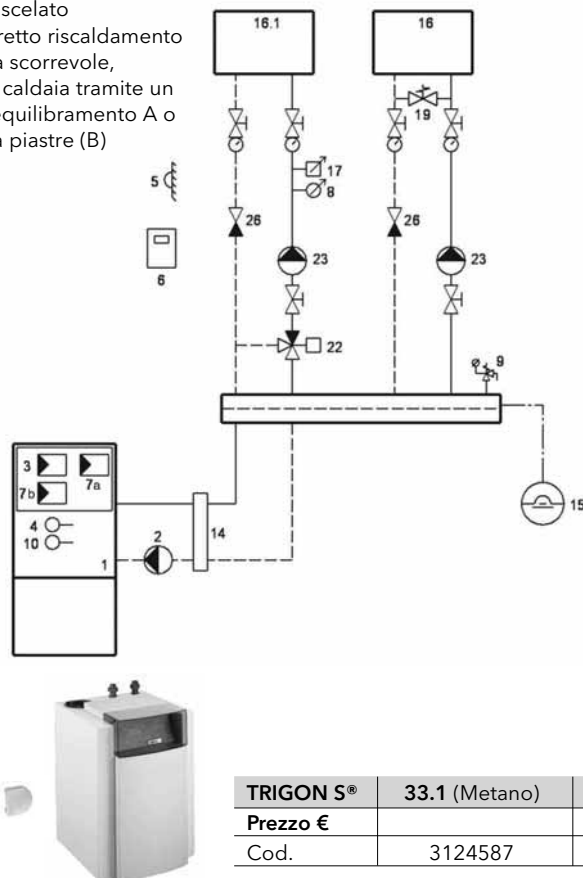 scelato
retto riscaldamento
a scorrevole,
caldaia tramite un
equilibramento A o
piastre (B)
16.1
16
19
17
5
8
26
26
6
23
23
22
9
3
7a
7b
4
2
14
15
10
1
TRIGON S® 33.1 (Metano)
Prezzo €
Cod. 3124587